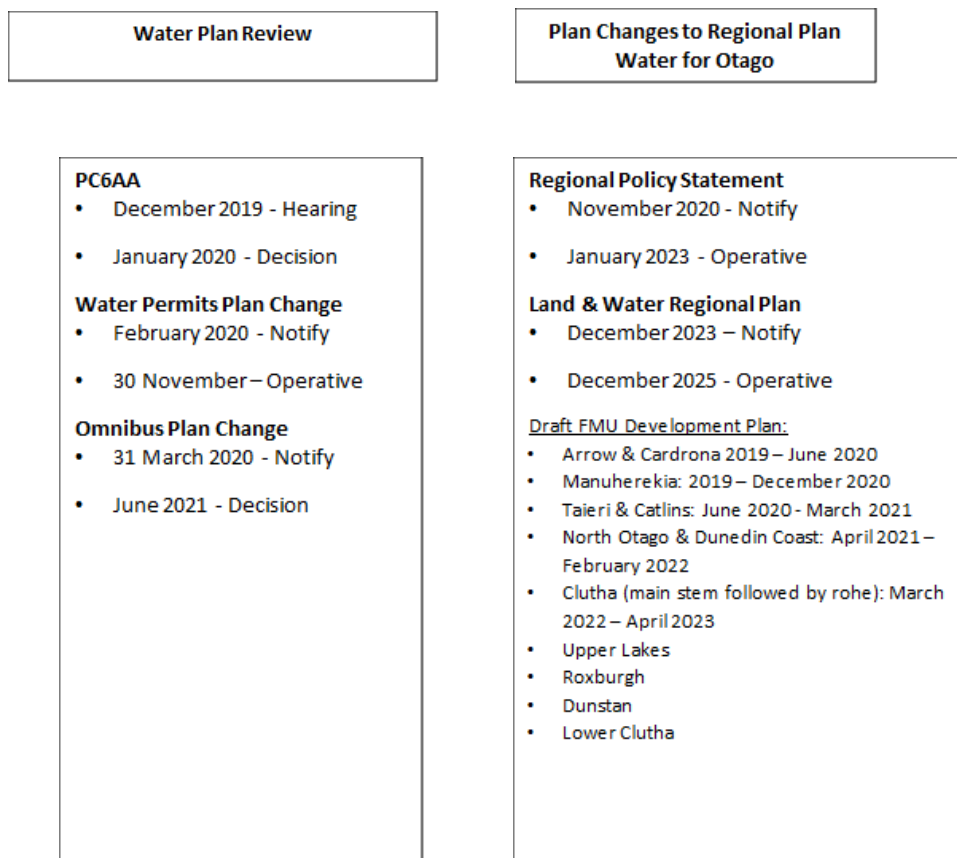 Water Plan Review
Plan Changes to Regional Plan
Water for Otago
PC6AA
• December 2019 - Hearing
• January 2020 - Decision
Water Permits Plan Change
• February 2020 - Notify
• 30 November – Operative
Omnibus Plan Change
• 31 March 2020 - Notify
• June 2021 - Decision
Regional Policy Statement
• November 2020 - Notify
• January 2023 - Operative
Land & Water Regional Plan
• December 2023 – Notify
• December 2025 - Operative
Draft FMU Development Plan:
• Arrow & Cardrona 2019 – June 2020
• Manuherekia: 2019 – December 2020
• Taieri & Catlins: June 2020 - March 2021
• North Otago & Dunedin Coast: April 2021 –
February 2022
• Clutha (main stem followed by rohe): March
2022 – April 2023
• Upper Lakes
• Roxburgh
• Dunstan
• Lower Clutha